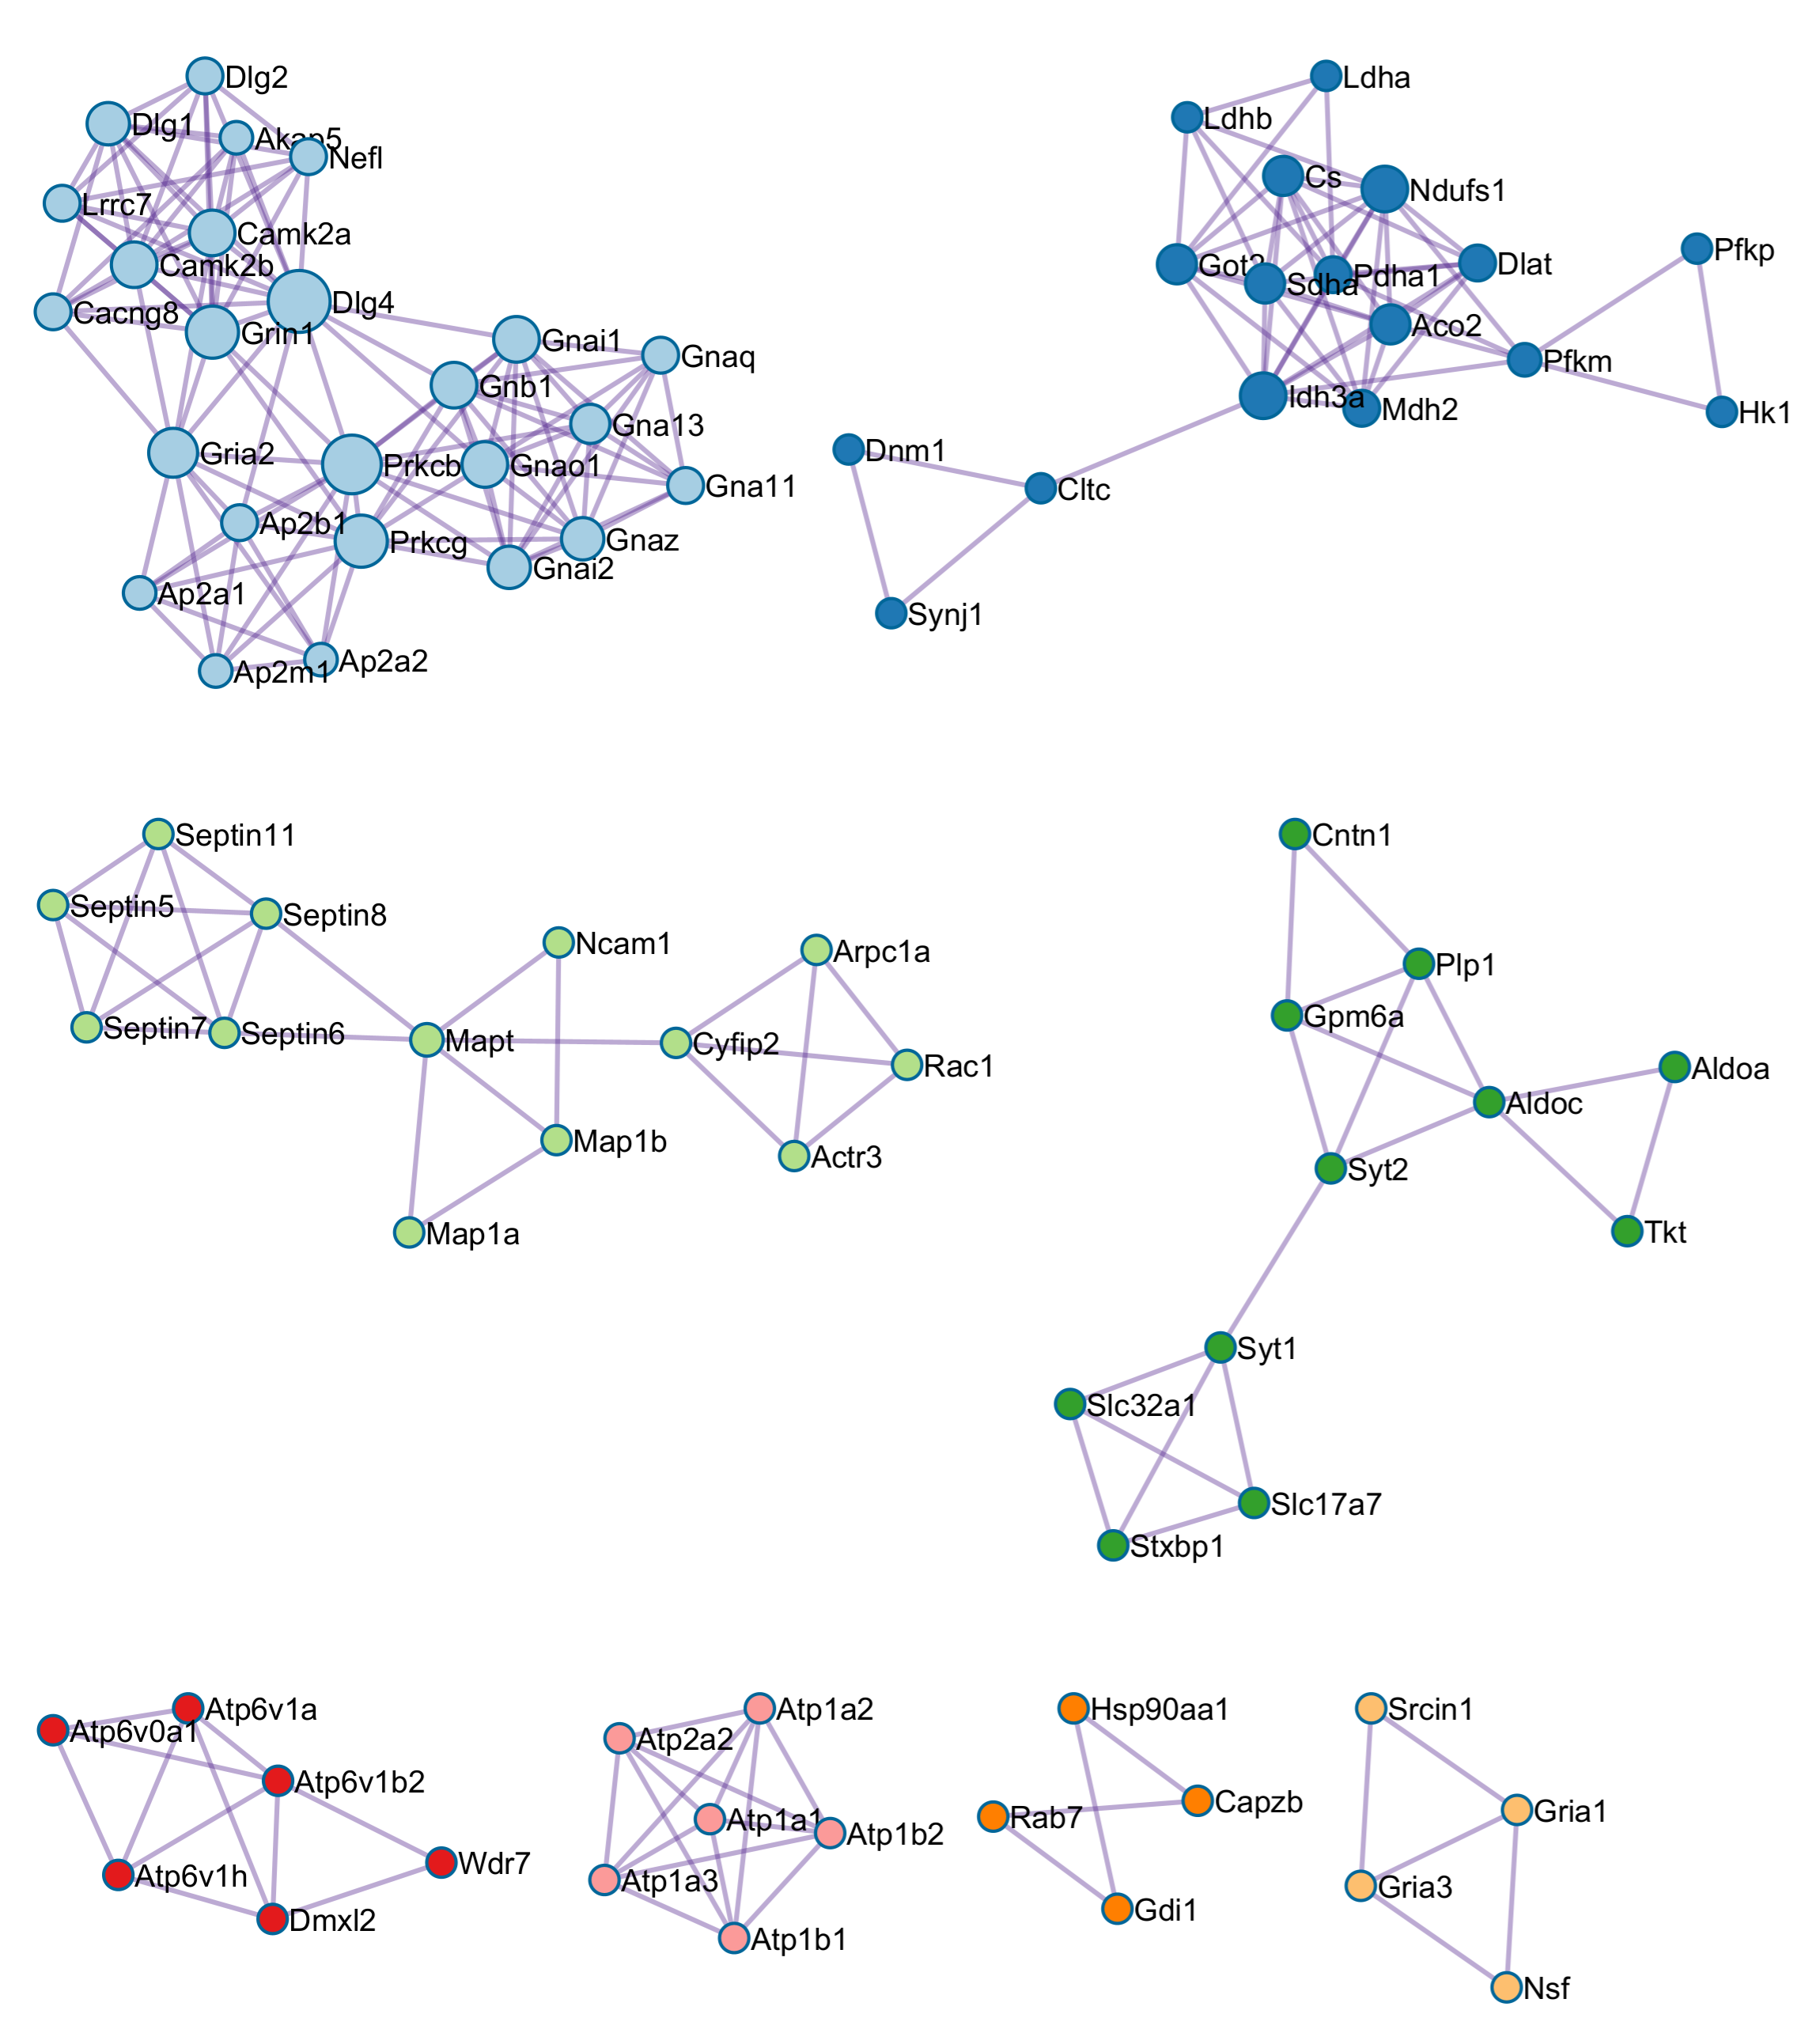 Dlg2
Dlg1
Akap5
Nefl
Lrrc7
Camk2a
Camk2b
Cacng8
Dlg4
Grin1
Gnai1
Gnaq
Gnb1
Gna13
Gria2
Prkcb
Gnao1
Gna11
Ap2b1
Prkcg
Gnaz
Gnai2
Ap2a1
Ap2m1
Ap2a2
Ldha
Ldhb
Cs
Ndufs1
Pfkp
Pdha1
Dlat
Sdha
Aco2
Pfkm
Idh3a
Mdh2
Hk1
Dnm1
Cltc
Synj1
Septin11
Septin5
Septin8
Septin7
Septin6
Ncam1
Arpc1a
Mapt
Cyfip2
Rac1
Map1b
Actr3
Map1a
Cntn1
Plp1
Gpm6a
Aldoa
Aldoc
Syt2
Tkt
Syt1
Slc32a1
Slc17a7
Stxbp1
Atp6v1a
Atp6v0a1
Atp6v1b2
Wdr7
Atp6v1h
Dmxl2
Atp1a2
Atp2a2
Atp1a1
Atp1b2
Atp1a3
Atp1b1
Hsp90aa1
Capzb
Rab7
Gdi1
Srcin1
Gria1
Gria3
Nsf